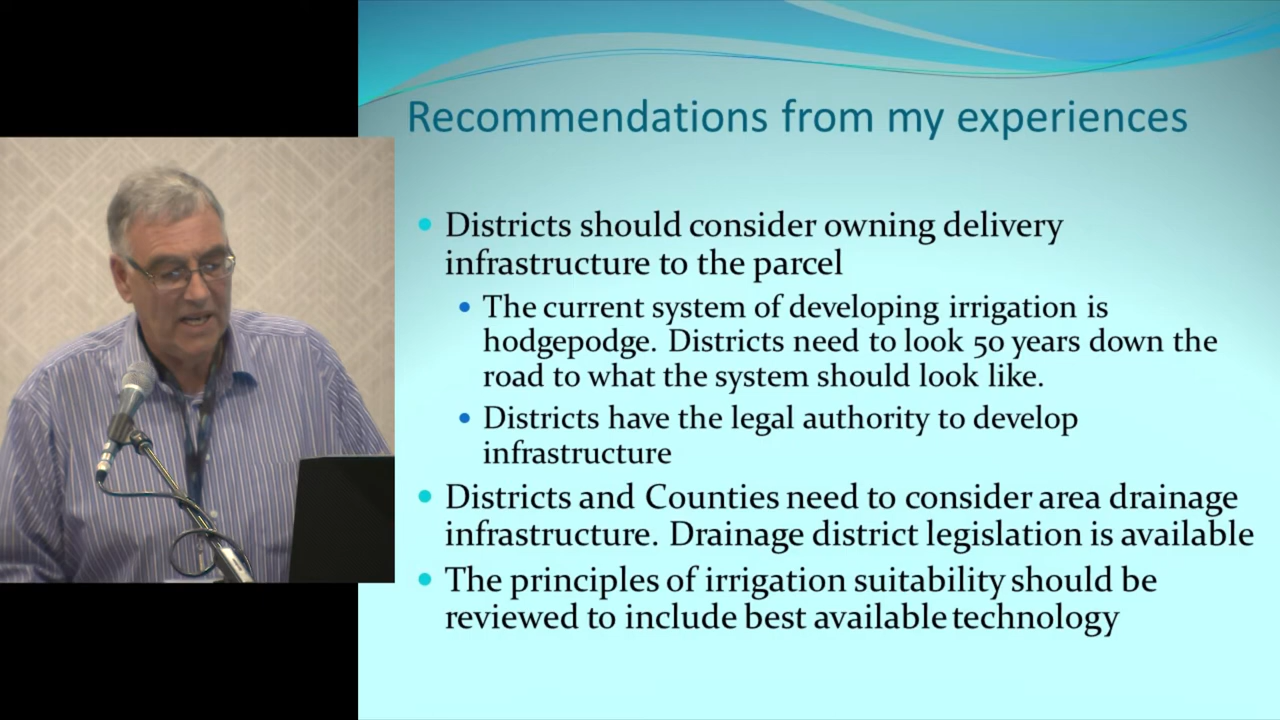 Recommendations from my experiences
Districts should consider owning delivery
infrastructure to the parcel
The current system of developing irrigation is
hodgepodge. Districts need to look 50 years down the
road to what the system should look like.
Districts have the legal authority to develop
infrastructure
Districts and Counties need to consider area drainage
infrastructure. Drainage district legislation is available
The principles of irrigation suitability should be
reviewed to include best available technology